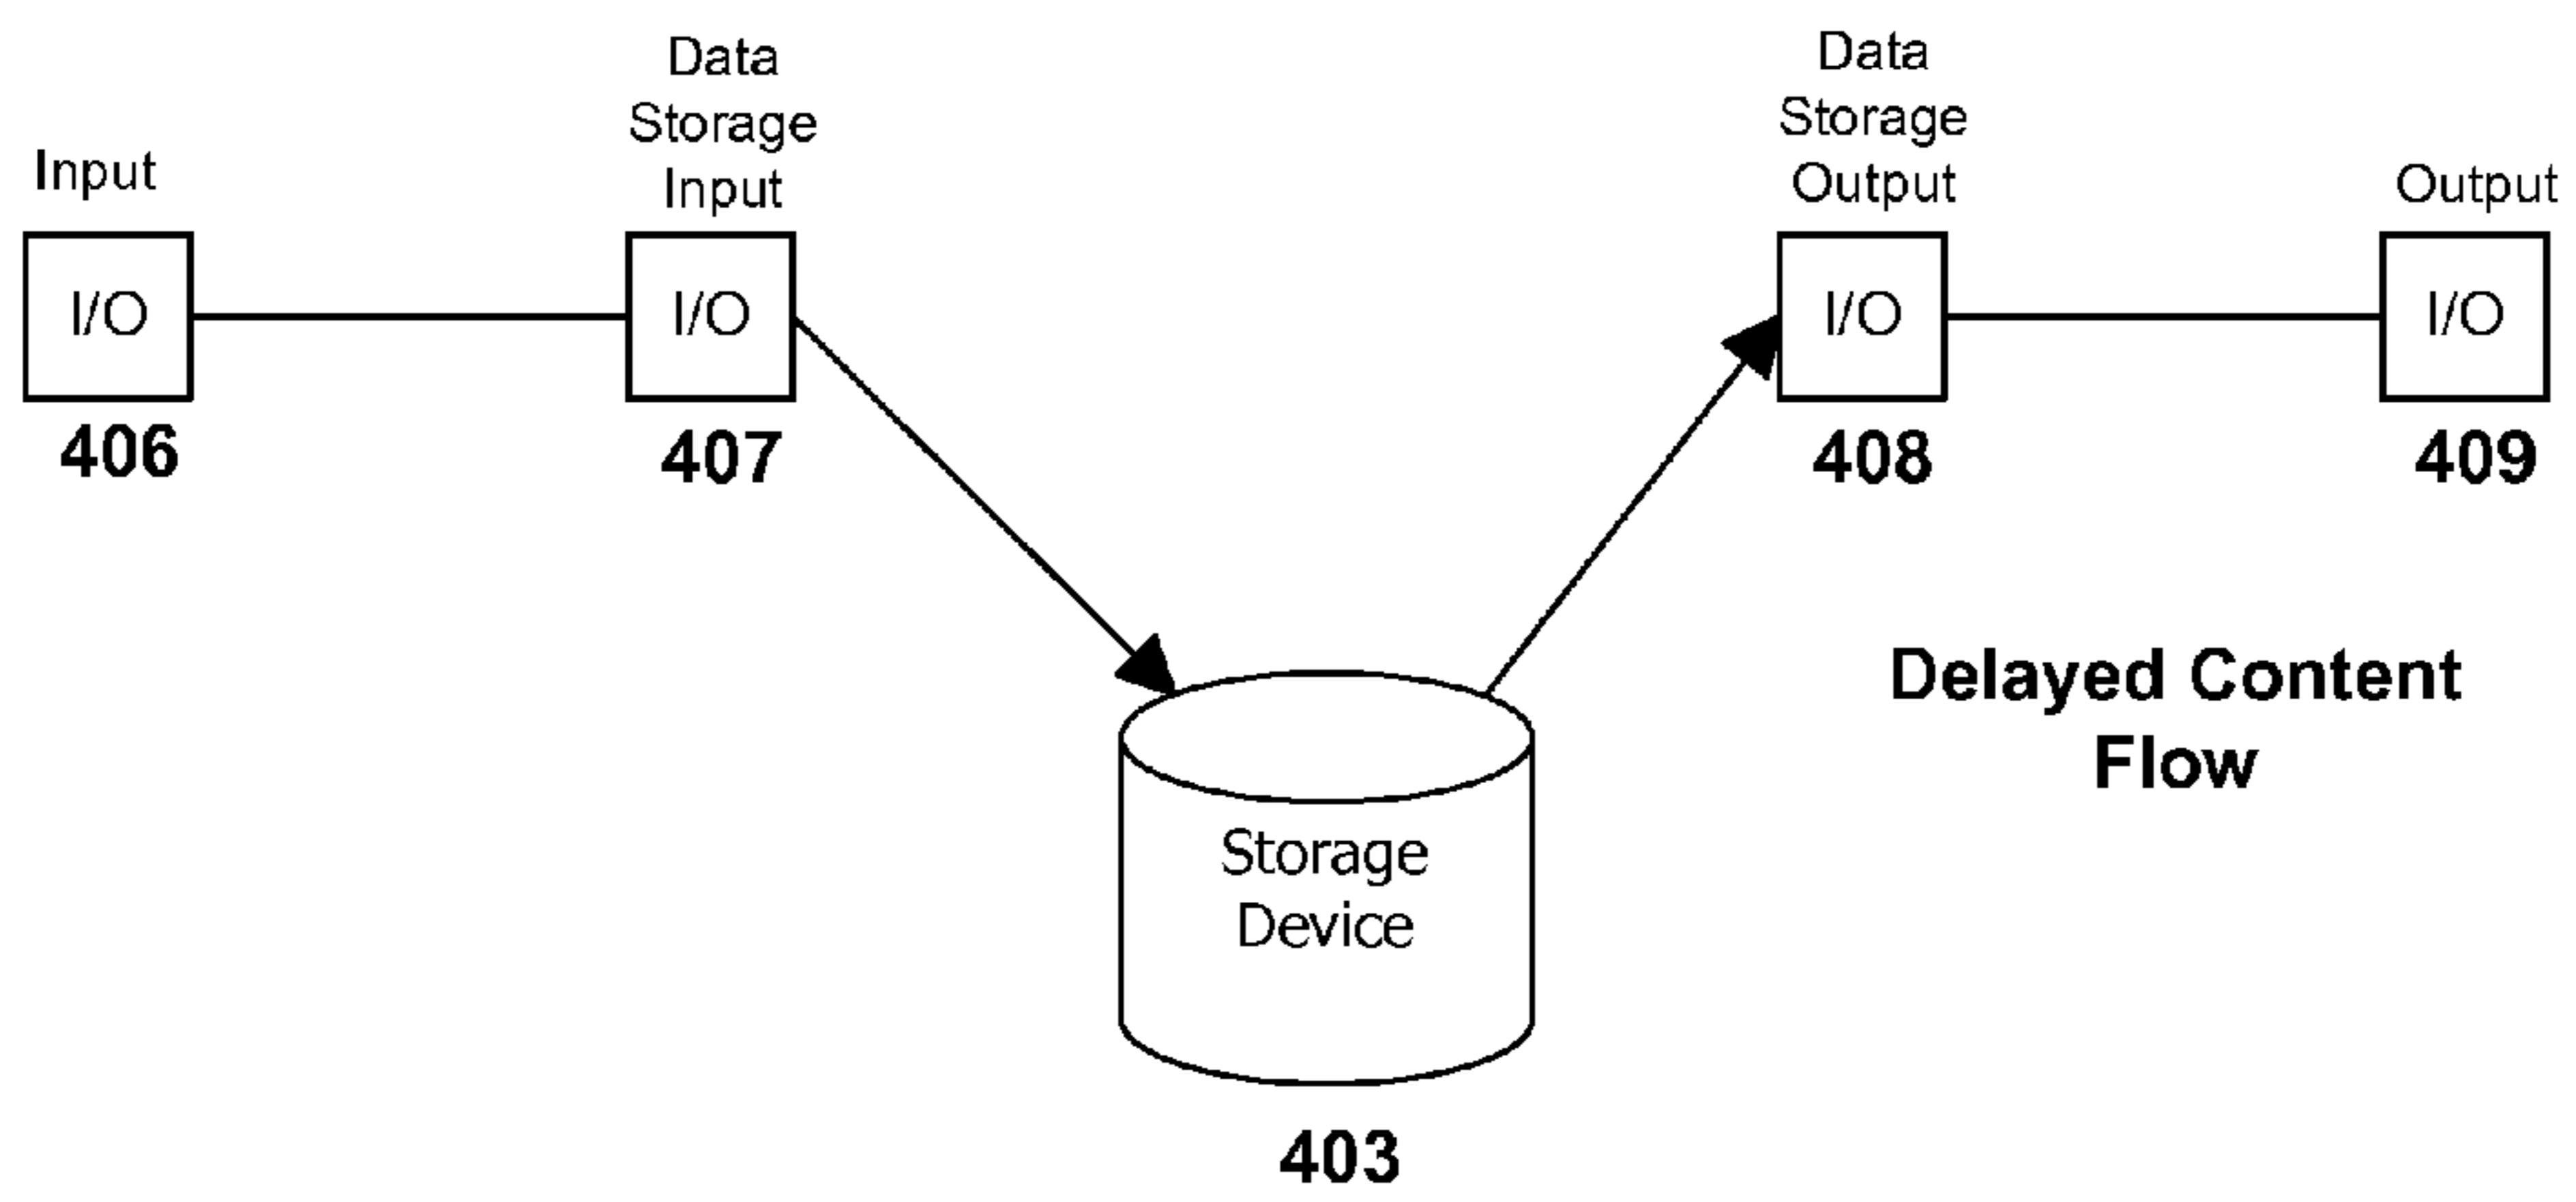 Input
I/O
406
Data
Storage
Input
I/O
407
Data
Storage
Output
I/O
408
Output
I/O
409
Delayed Content
Flow
Storage
Device
403